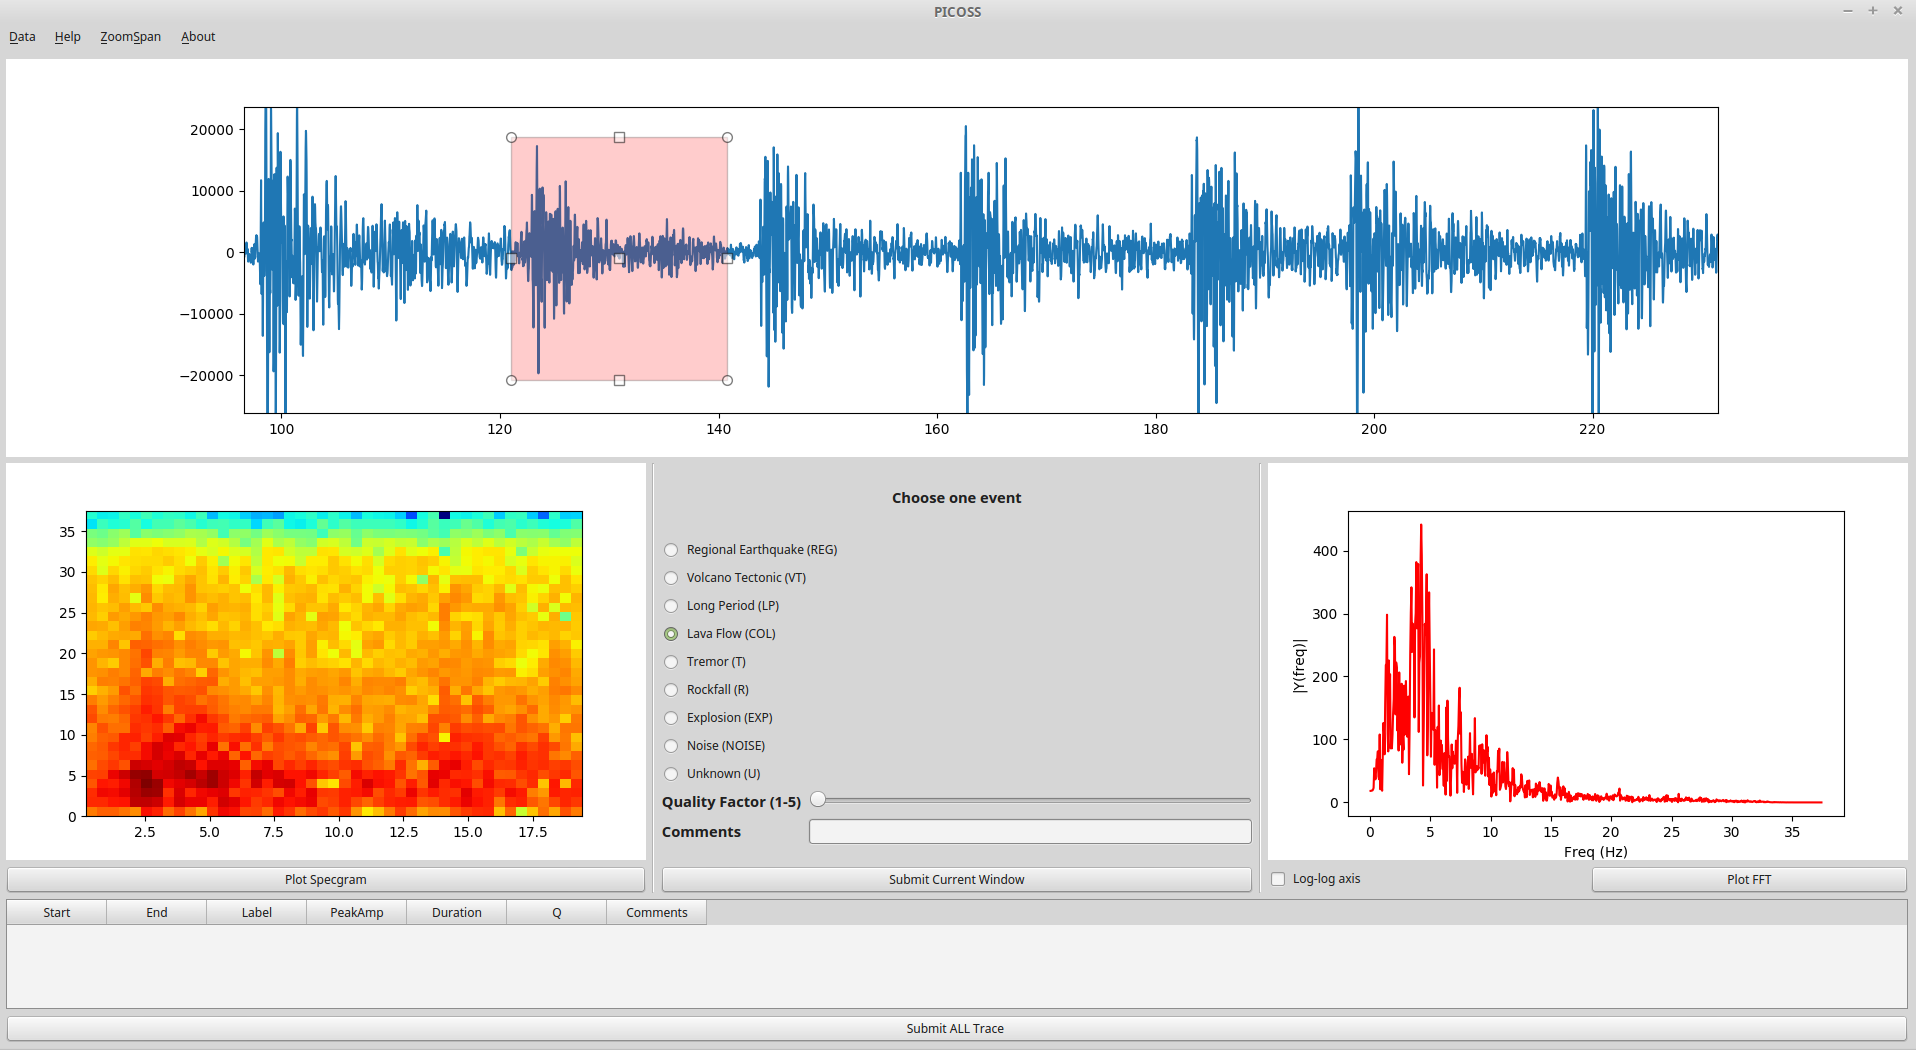 PICOSS
Data Help ZoomSpan About
20000
10000
0
−10000
−20000
100 120 140 160 180 200 220
35
30
25
20
15
10
5
0
2.5 5.0 7.5 10.0 12.5 15.0 17.5
Plot Specgram
Choose one event
Regional Earthquake (REG)
Volcano Tectonic (VT)
Long Period (LP)
Lava Flow (COL)
Tremor (T)
Rockfall (R)
Explosion (EXP)
Noise (NOISE)
Unknown (U)
Quality Factor (1-5)
Comments
Submit Current Window
|Y(freq)|
400
300
200
100
0
0 5 10 15 20 25 30 35
Freq (Hz)
Log-log axis
Plot FFT
Start End Label PeakAmp Duration Q Comments
Submit ALL Trace